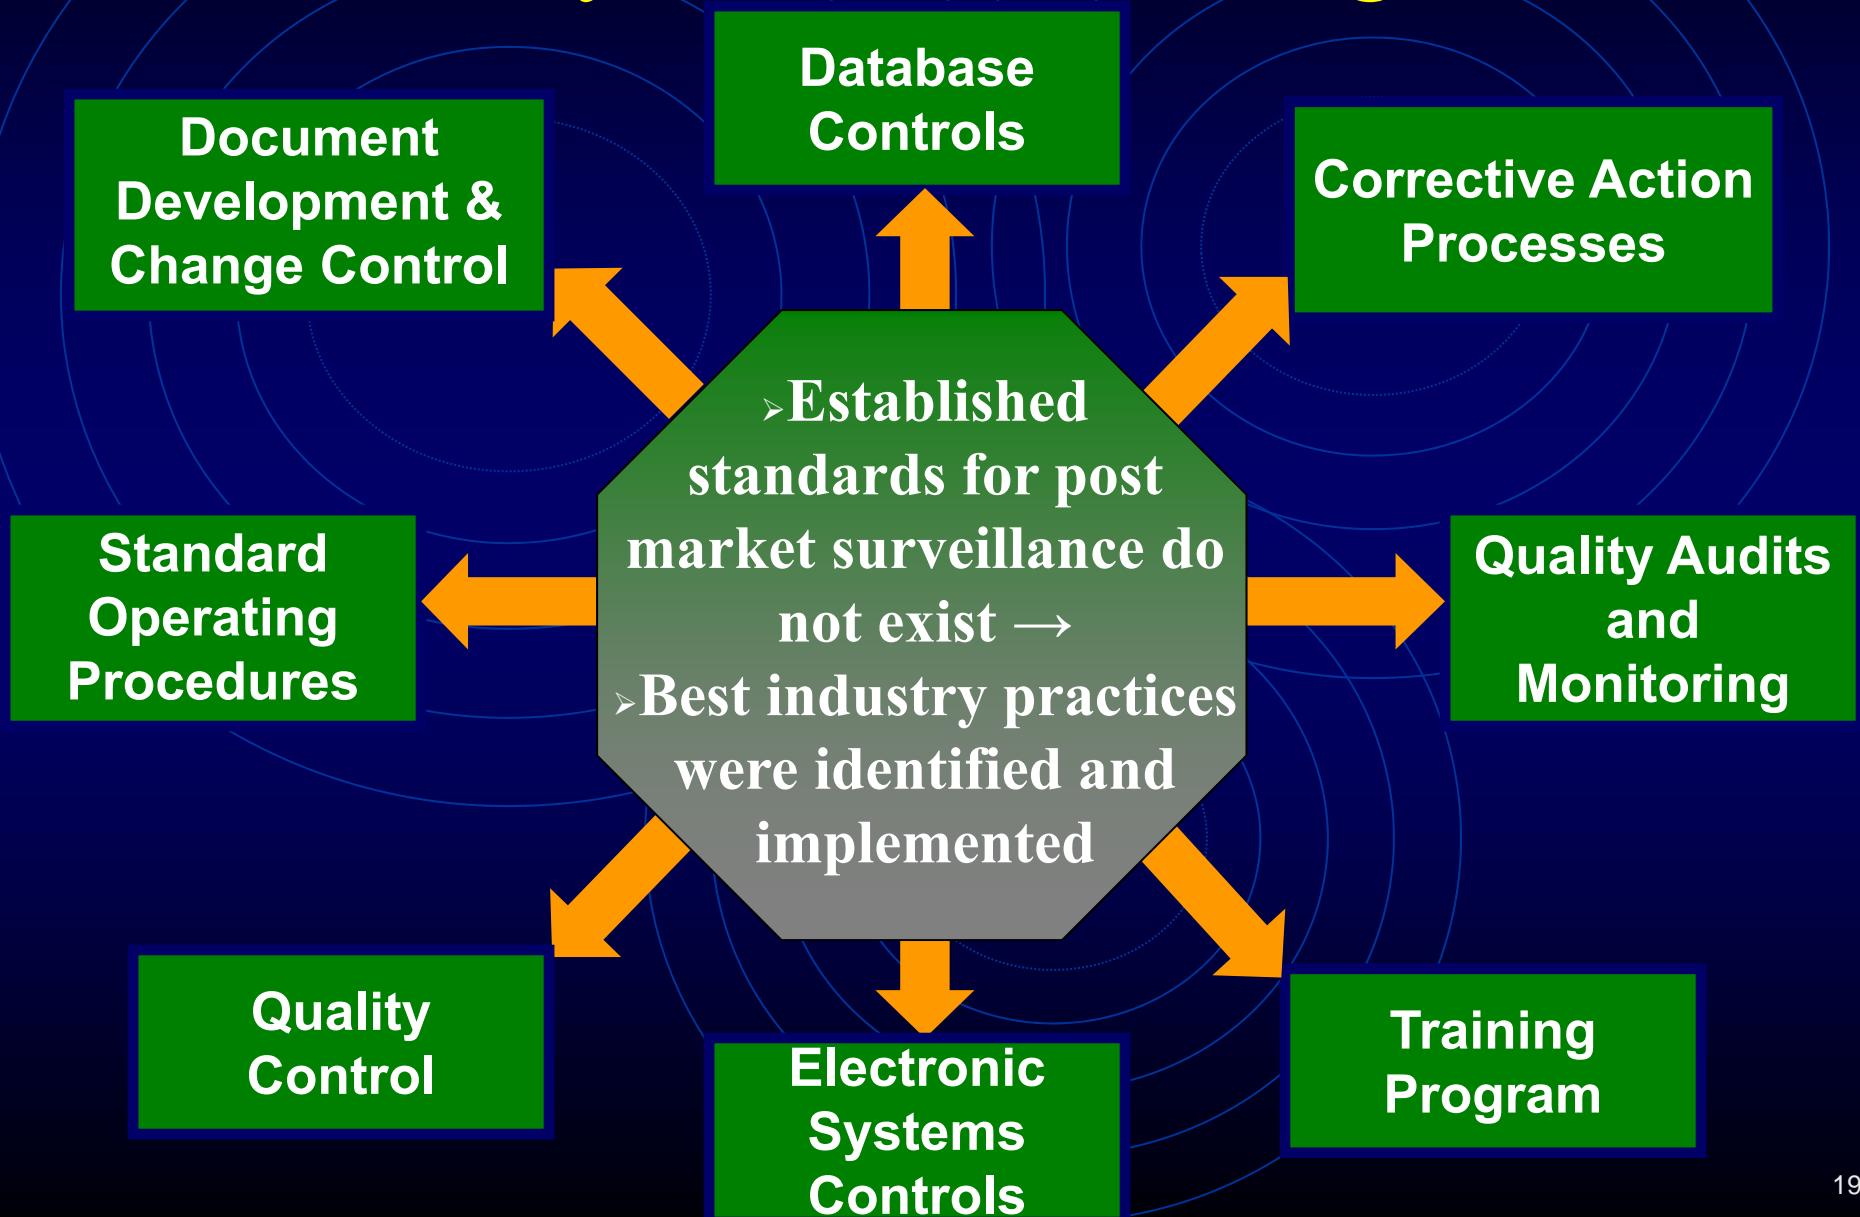 Database
Controls
Document
Development &
Change Control
Corrective Action
Processes
➢Established
standards for post
market surveillance do
not exist →
➢Best industry practices
were identified and
implemented
Standard
Operating
Procedures
Quality Audits
and
Monitoring
Quality
Control
Electronic
Systems
Controls
Training
Program
19